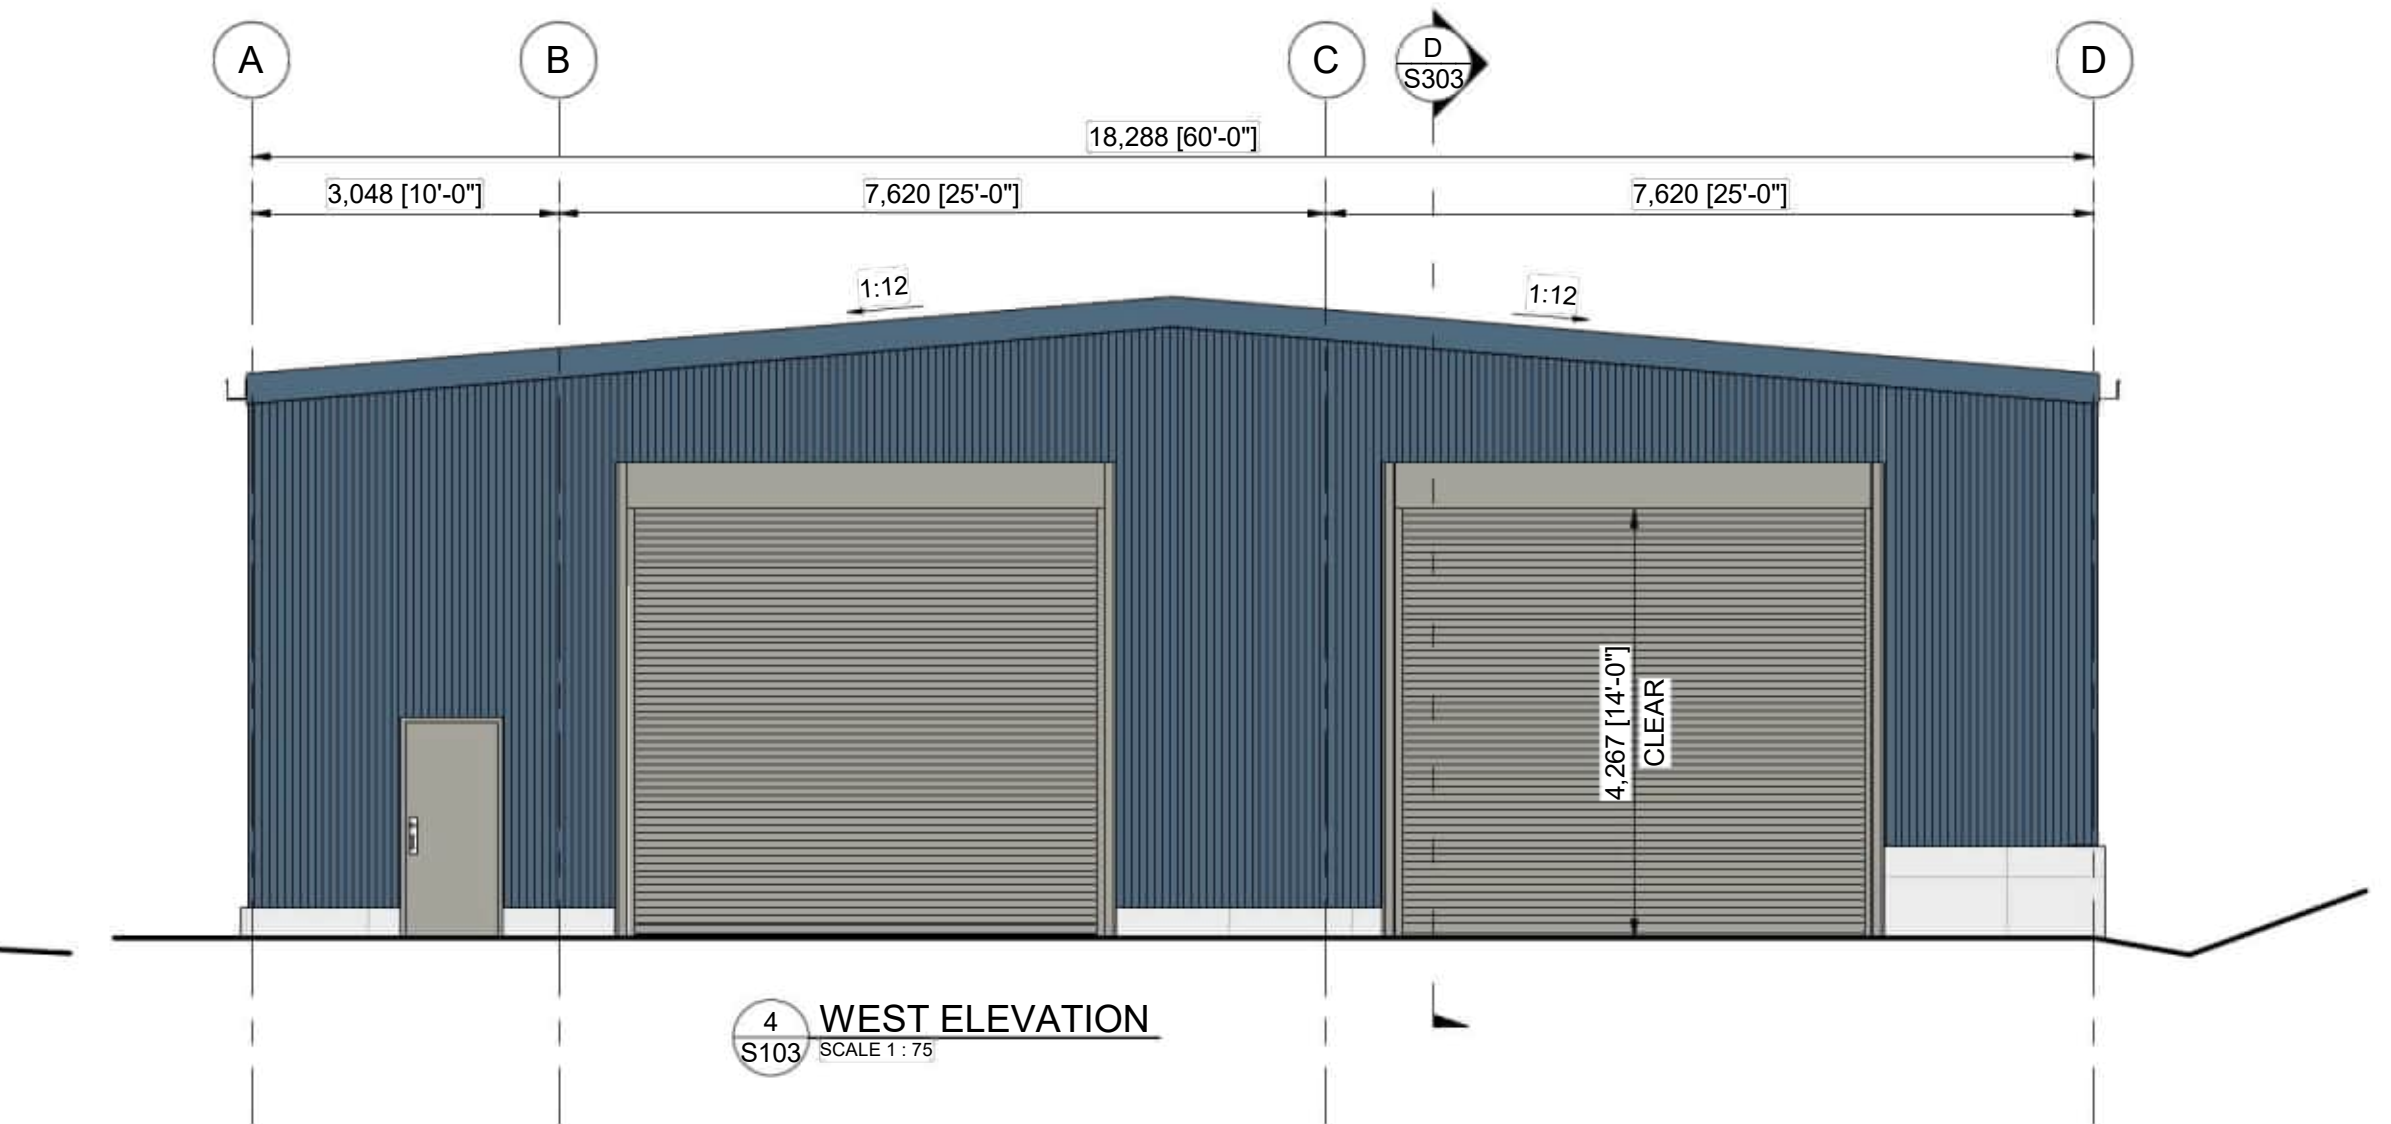 A
B
C
D
S303
D
18,288 [60'-0"]
3,048 [10'-0"]
7,620 [25'-0"]
7,620 [25'-0"]
1:12
1:12
4,267 [14'-0"]
CLEAR
4
S103
WEST ELEVATION
SCALE 1 : 75